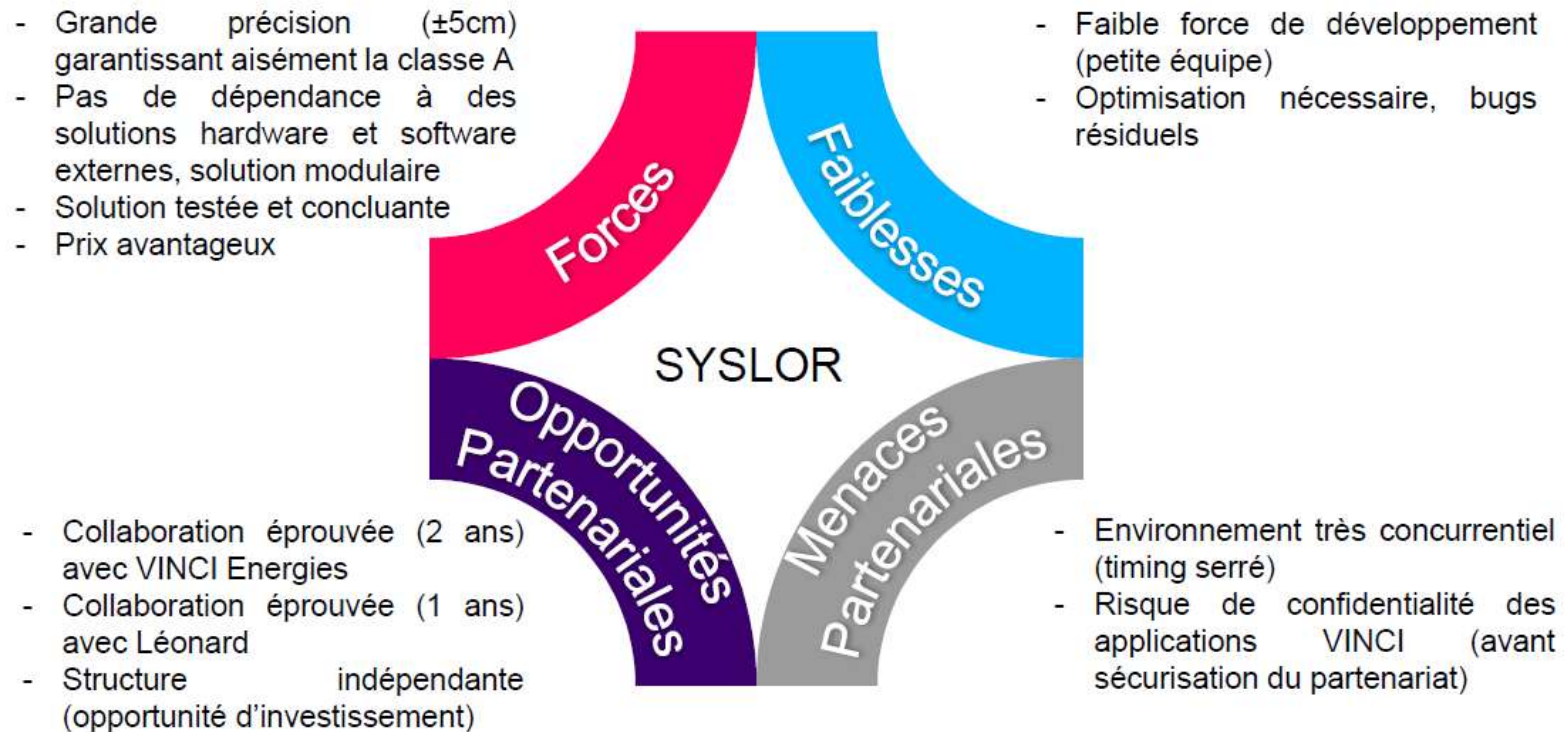 - Grande précision (±5cm)
garantissant aisément la classe A
- Pas de dépendance à des
solutions hardware et software
externes, solution modulaire
- Solution testée et concluante
- Prix avantageux
Forces
- Faible force de développement
(petite équipe)
- Optimisation nécessaire, bugs
résiduels
Faiblesses
SYSLOR
Opportunités
Partenariales
- Collaboration éprouvée (2 ans)
avec VINCI Energies
- Collaboration éprouvée (1 ans)
avec Léonard
- Structure indépendante
(opportunité d'investissement)
Menaces
Partenariales
- Environnement très concurrentiel
(timing serré)
- Risque de confidentialité des
applications VINCI (avant
sécurisation du partenariat)